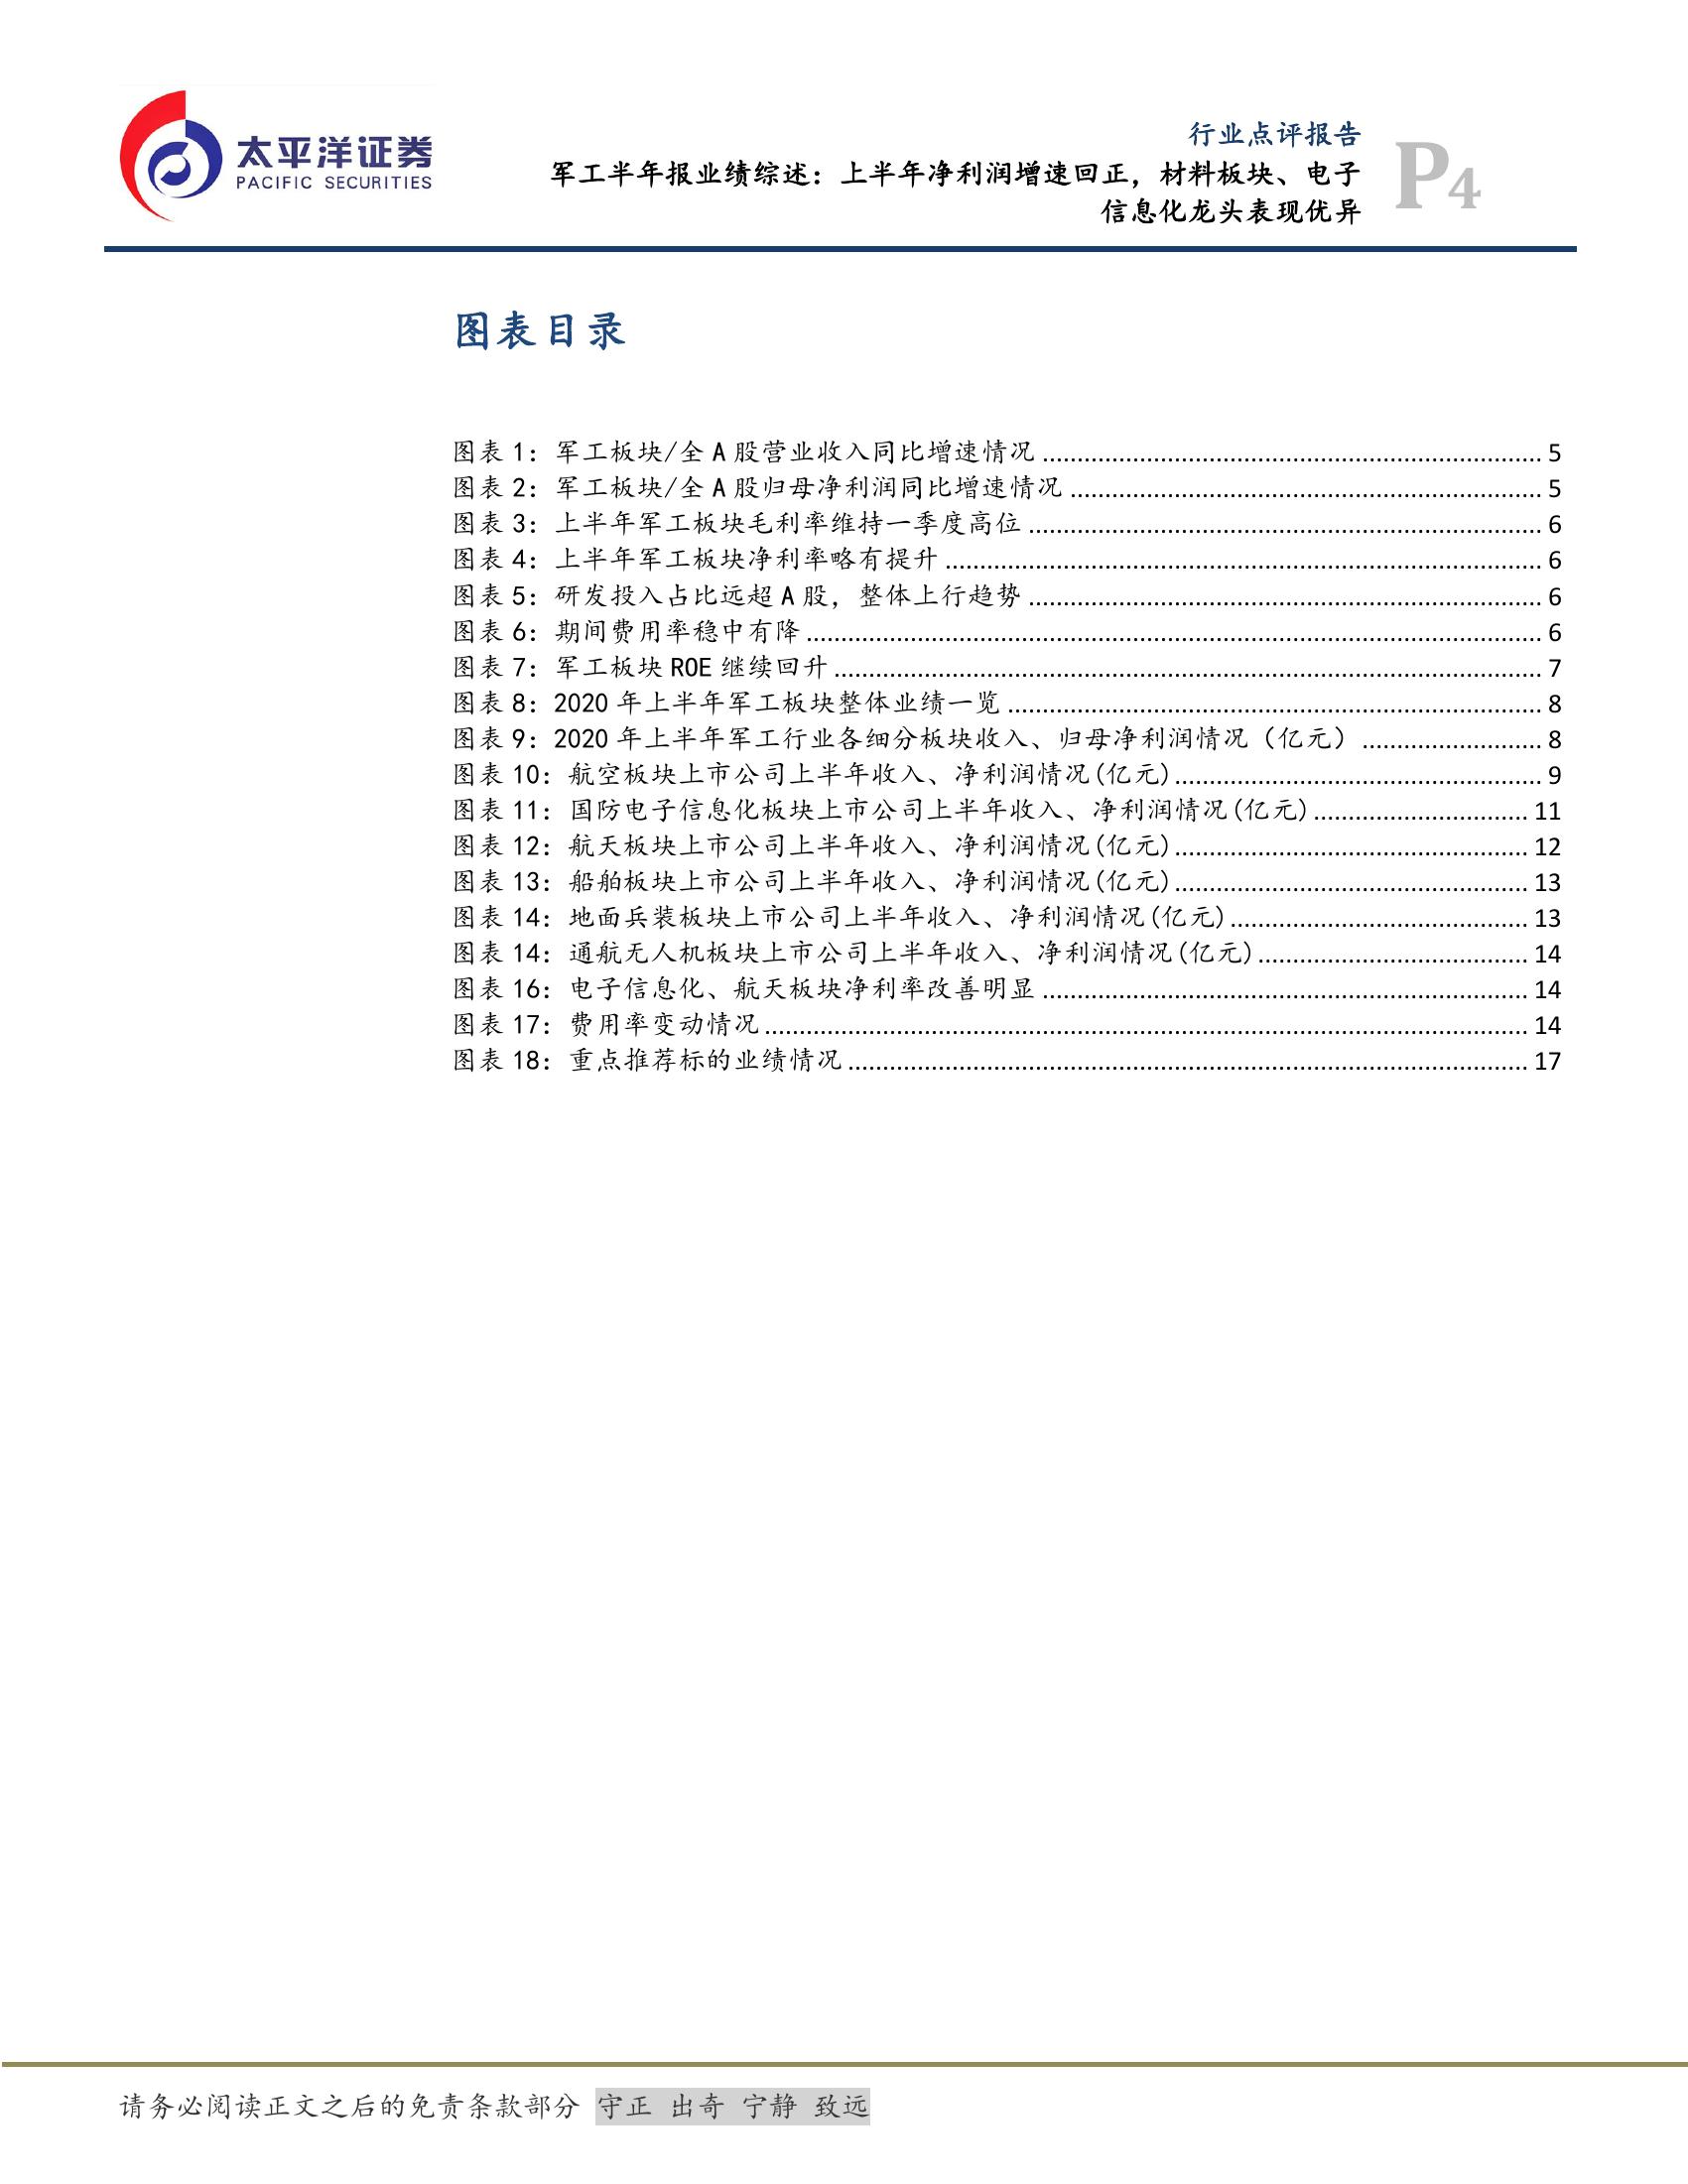 太平洋证券
PACIFIC SECURITIES
行业点评报告
军工半年报业绩综述：上半年净利润增速回正，材料板块、电子
信息化龙头表现优异
P4
图表目录
图表 1：军工板块/全 A 股营业收入同比增速情况 5
图表 2：军工板块/全 A 股归母净利润同比增速情况 5
图表 3：上半年军工板块毛利率维持一季度高位 6
图表 4：上半年军工板块净利率略有提升 6
图表 5：研发投入占比远超 A 股，整体上行趋势 6
图表 6：期间费用率稳中有降 6
图表 7：军工板块 ROE 继续回升 7
图表 8：2020 年上半年军工板块整体业绩一览 8
图表 9：2020 年上半年军工行业各细分板块收入、归母净利润情况（亿元） 8
图表 10：航空板块上市公司上半年收入、净利润情况(亿元) 9
图表 11：国防电子信息化板块上市公司上半年收入、净利润情况(亿元) 11
图表 12：航天板块上市公司上半年收入、净利润情况(亿元) 12
图表 13：船舶板块上市公司上半年收入、净利润情况(亿元) 13
图表 14：地面兵装板块上市公司上半年收入、净利润情况(亿元) 13
图表 14：通航无人机板块上市公司上半年收入、净利润情况(亿元) 14
图表 16：电子信息化、航天板块净利率改善明显 14
图表 17：费用率变动情况 14
图表 18：重点推荐标的业绩情况 17
请务必阅读正文之后的免责条款部分 守正 出奇 宁静 致远